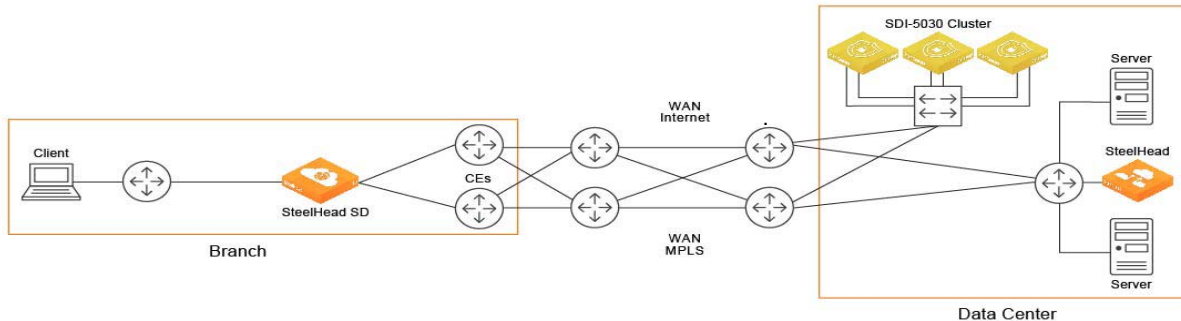 SDI-5030 Cluster
Server
WAN
Internet
Client
CEs
SteelHead
SteelHead SD
WAN
MPLS
Branch
Server
Data Center